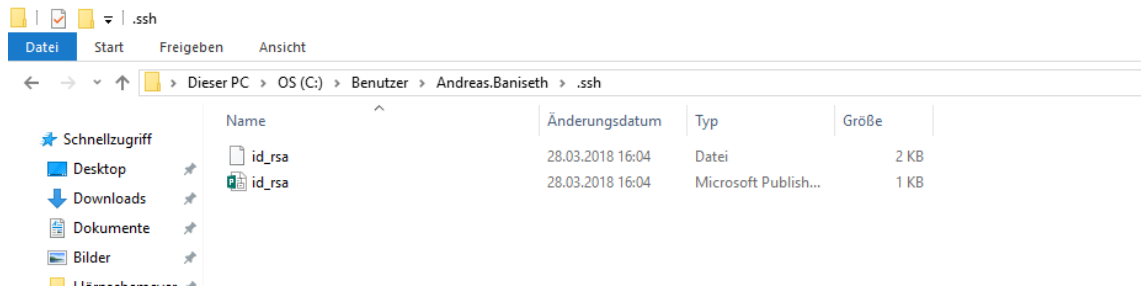 .ssh
Datei Start Freigeben Ansicht
Dieser PC > OS (C:) > Benutzer > Andreas.Baniseth > .ssh
Name Änderungsdatum Typ Größe
Schnellzugriff
id_rsa 28.03.2018 16:04 Datei 2 KB
Desktop
id_rsa 28.03.2018 16:04 Microsoft Publish... 1 KB
Downloads
Dokumente
Bilder